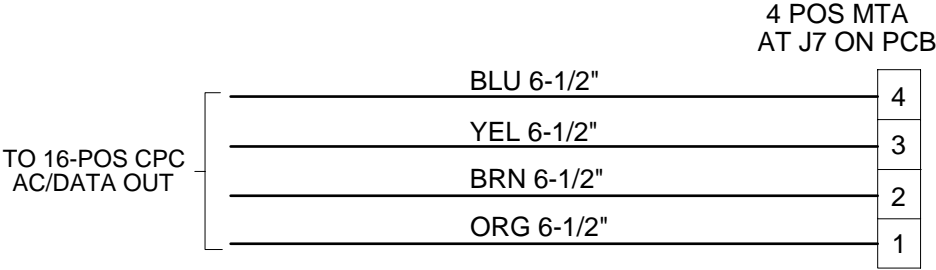 4 POS MTA
AT J7 ON PCB
BLU 6-1/2"
4
YEL 6-1/2"
3
TO 16-POS CPC
AC/DATA OUT
BRN 6-1/2"
2
ORG 6-1/2"
1